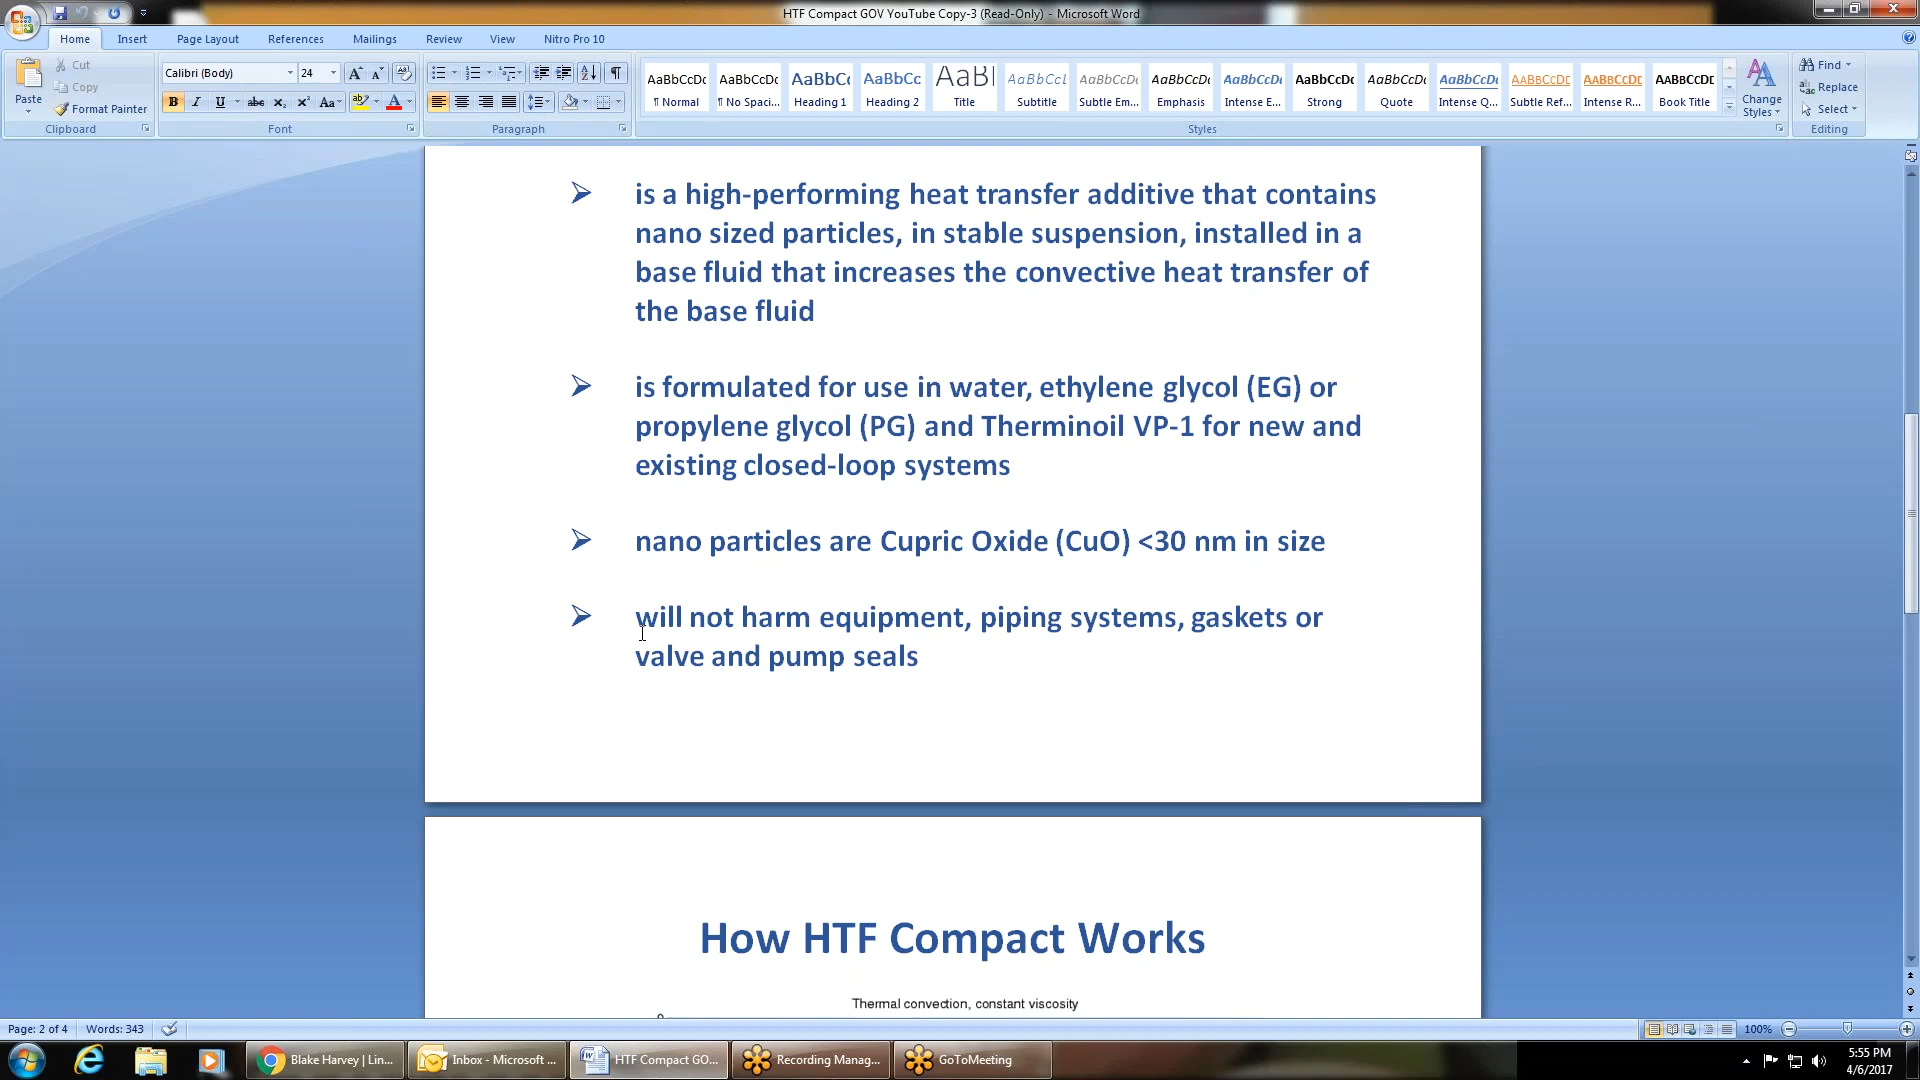 HTF Compact GOV YouTube Copy-3 (Read-Only) - Microsoft Word
Home Insert Page Layout References Mailings Review View Nitro Pro 10
Paste
Cut
Copy
Format Painter
Clipboard
Calibri (Body) 24
Font
Paragraph
AaBbCcDc AaBbCcDc AaBbCc AaBbCc AaBl AaBbCcL AaBbCcDc AaBbCcDc AaBbCcDc AaBbCcDc AaBbCcDc AaBbCcDc AABBCCDC AABBCCDC AABBCCDC
¶ Normal ¶ No Spaci... Heading 1 Heading 2 Title Subtitle Subtle Em... Emphasis Intense E... Strong Quote Intense Q... Subtle Ref... Intense R... Book Title
Change
Styles
Styles
Find
Replace
Select
Editing
➢ is a high-performing heat transfer additive that contains
nano sized particles, in stable suspension, installed in a
base fluid that increases the convective heat transfer of
the base fluid
➢ is formulated for use in water, ethylene glycol (EG) or
propylene glycol (PG) and Therminoil VP-1 for new and
existing closed-loop systems
➢ nano particles are Cupric Oxide (CuO) <30 nm in size
➢ will not harm equipment, piping systems, gaskets or
valve and pump seals
How HTF Compact Works
Thermal convection, constant viscosity
Page: 2 of 4 Words: 343 100%
Blake Harvey | Lin... Inbox - Microsoft ... HTF Compact GO... Recording Manag... GoToMeeting
5:55 PM
4/6/2017